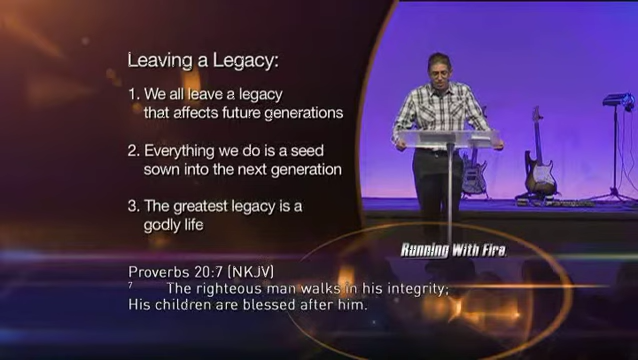 Leaving a Legacy:
1. We all leave a legacy
that affects future generations
2. Everything we do is a seed
sown into the next generation
3. The greatest legacy is a
godly life
Running With Fire
Proverbs 20:7 (NKJV)
7 The righteous man walks in his integrity;
His children are blessed after him.